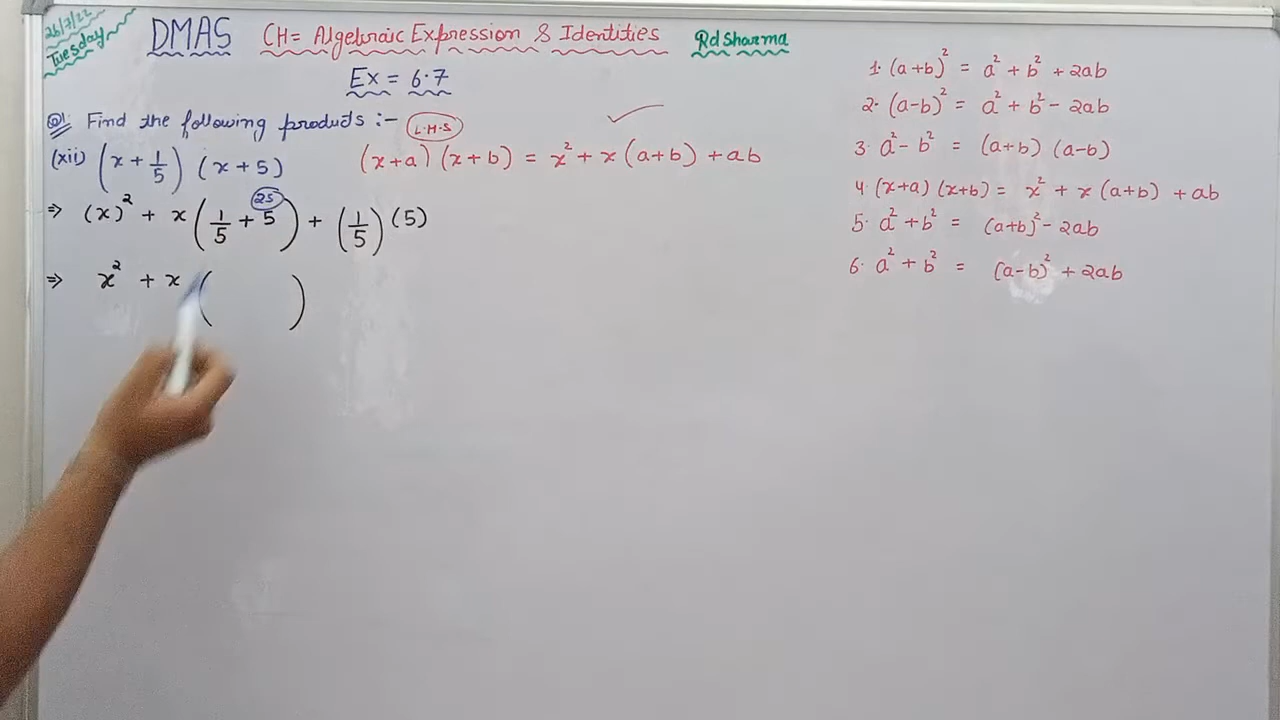 26/7/22
Tuesday
DMAS CH= Algebraic Expression & Identities Rd Sharma
Ex = 6.7
Q1. Find the following products :- L.H.S
(xii) (x + 1/5) (x + 5)
(x+a) (x+b) = x² + x (a+b) + ab
⇒ (x)² + x (1/5 + 5) + (1/5) (5)
25
⇒ x² + x ( )
1. (a+b)² = a² + b² + 2ab
2. (a-b)² = a² + b² - 2ab
3. a² - b² = (a+b) (a-b)
4. (x+a) (x+b) = x² + x (a+b) + ab
5. a² + b² = (a+b)² - 2ab
6. a² + b² = (a-b)² + 2ab